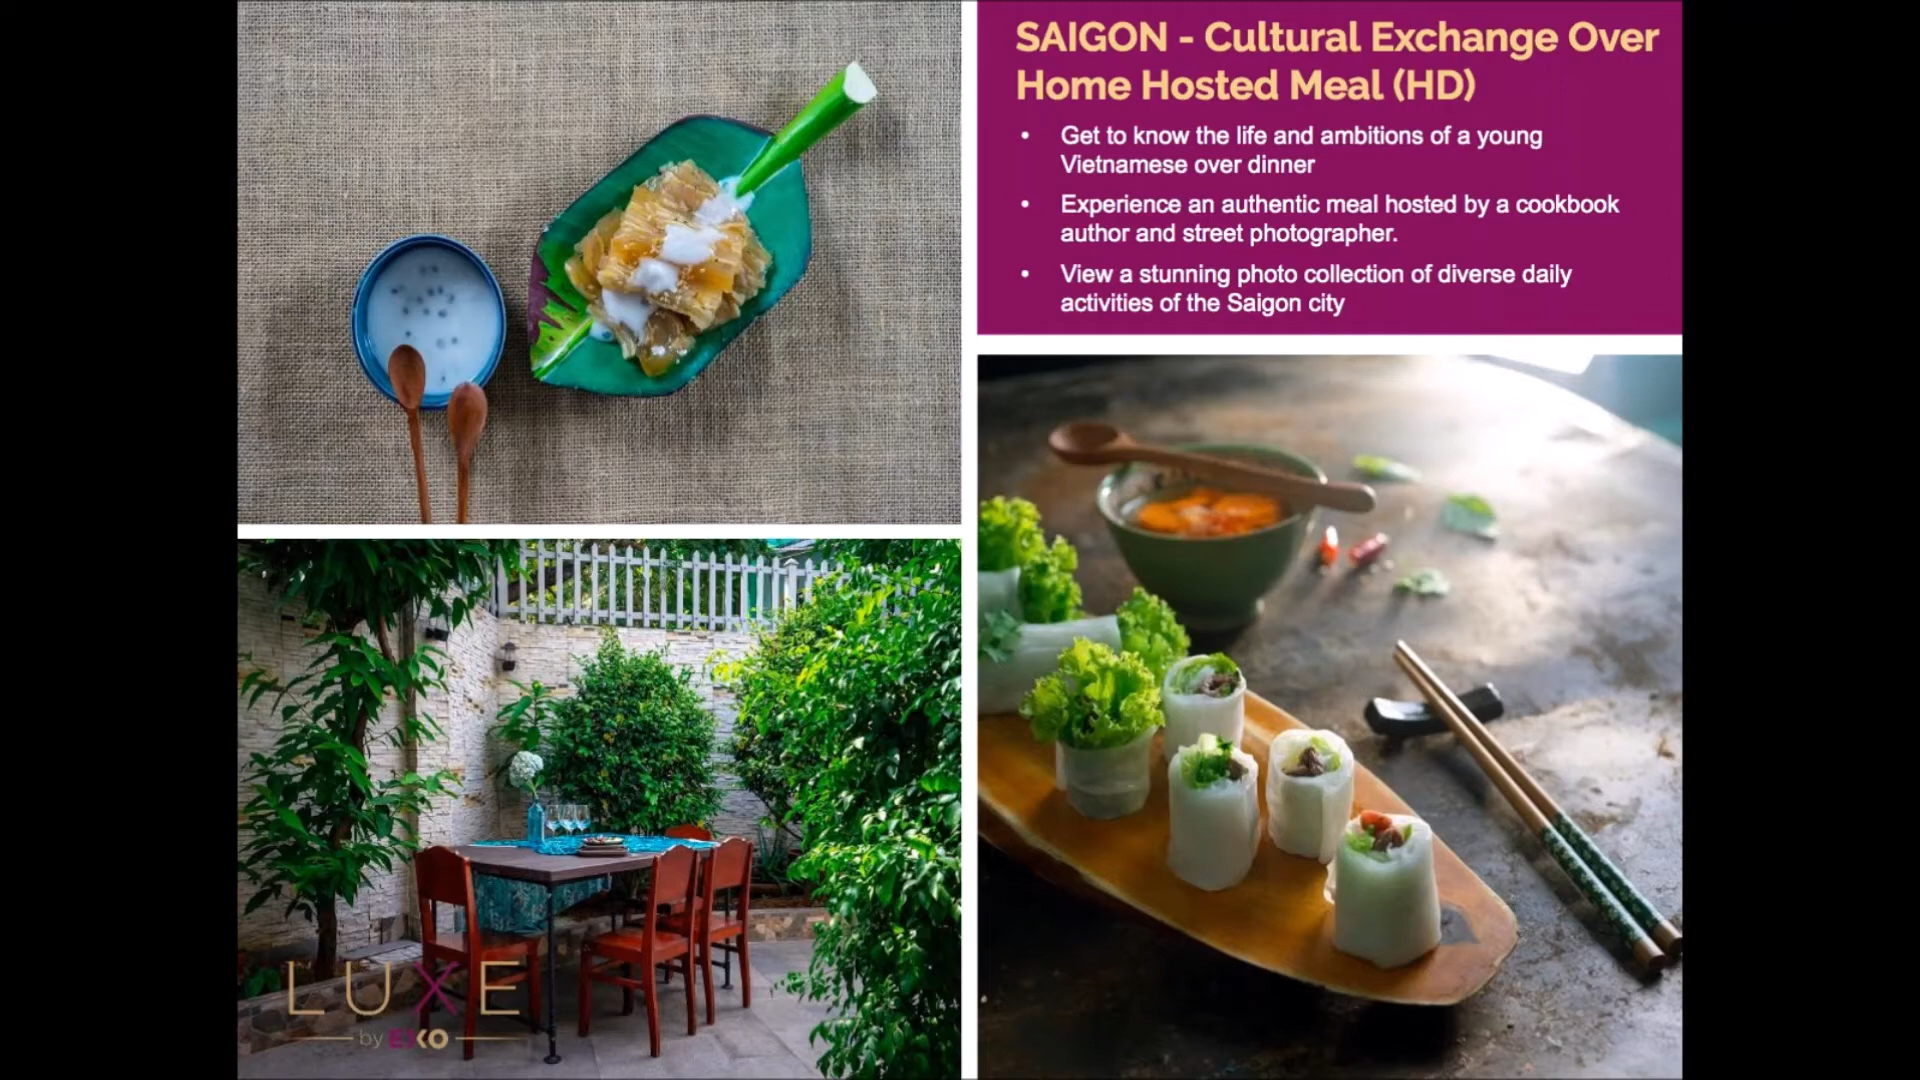 SAIGON - Cultural Exchange Over
Home Hosted Meal (HD)
• Get to know the life and ambitions of a young
Vietnamese over dinner
• Experience an authentic meal hosted by a cookbook
author and street photographer.
• View a stunning photo collection of diverse daily
activities of the Saigon city
LUXE
by EXO